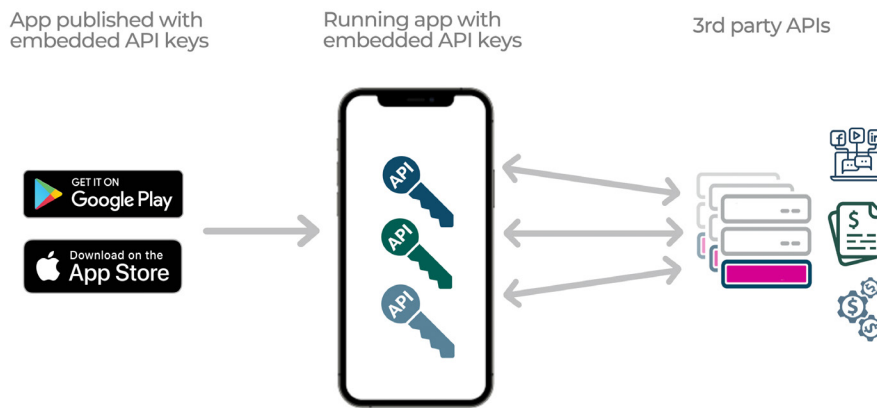 App published with
embedded API keys
Running app with
embedded API keys
3rd party APIs
GET IT ON
Google Play
Download on the
App Store
API
API
API